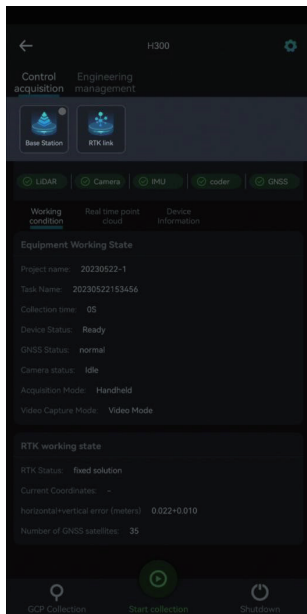 H300
Control acquisition
Engineering management
Base Station
RTK link
LiDAR
Camera
IMU
coder
GNSS
Working condition
Real time point cloud
Device Information
Equipment Working State
Project name: 20230522-1
Task Name: 20230522153456
Collection time: 0S
Device Status: Ready
GNSS Status: normal
Camera status: Idle
Acquisition Mode: Handheld
Video Capture Mode: Video Mode
RTK working state
RTK Status: fixed solution
Current Coordinates: -
horizontal+vertical error (meters) 0.022+0.010
Number of GNSS satellites: 35
GCP Collection
Start collection
Shutdown